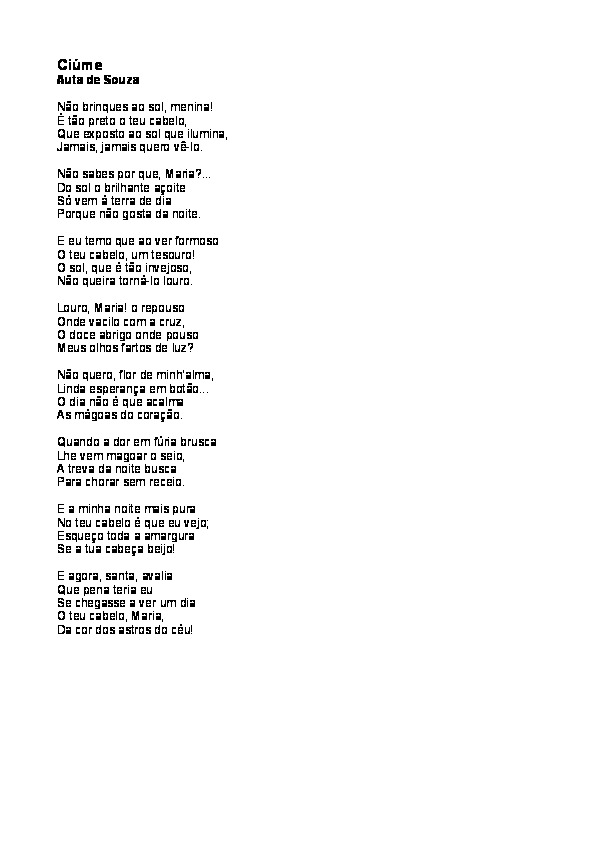 Ciúme
Auta de Souza
Não brinques ao sol, menina!
É tão preto o teu cabelo,
Que exposto ao sol que ilumina,
Jamais, jamais quero vê-lo.
Não sabes por que, Maria?...
Do sol o brilhante açoite
Só vem à terra de dia
Porque não gosta da noite.
E eu temo que ao ver formoso
O teu cabelo, um tesouro!
O sol, que é tão invejoso,
Não queira torná-lo louro.
Louro, Maria! o repouso
Onde vacilo com a cruz,
O doce abrigo onde pouso
Meus olhos fartos de luz?
Não quero, flor de minh'alma,
Linda esperança em botão...
O dia não é que acalma
As mágoas do coração.
Quando a dor em fúria brusca
Lhe vem magoar o seio,
A treva da noite busca
Para chorar sem receio.
E a minha noite mais pura
No teu cabelo é que eu vejo;
Esqueço toda a amargura
Se a tua cabeça beijo!
E agora, santa, avalia
Que pena teria eu
Se chegasse a ver um dia
O teu cabelo, Maria,
Da cor dos astros do céu!